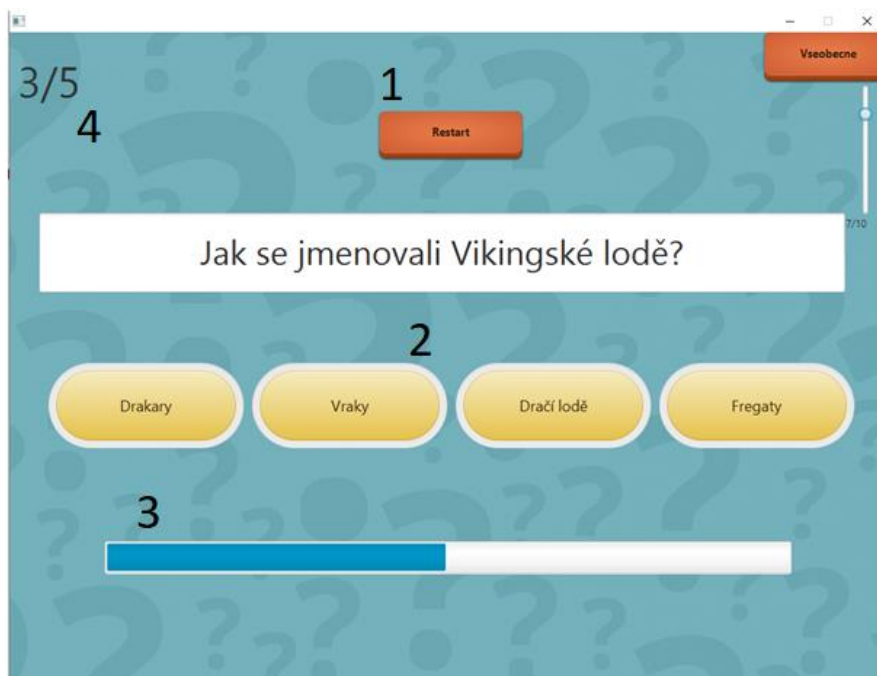 Vseobecne
3/5
1
4
Restart
7/10
Jak se jmenovali Vikingské lodě?
2
Drakary Vraky Dračí lodě Fregaty
3